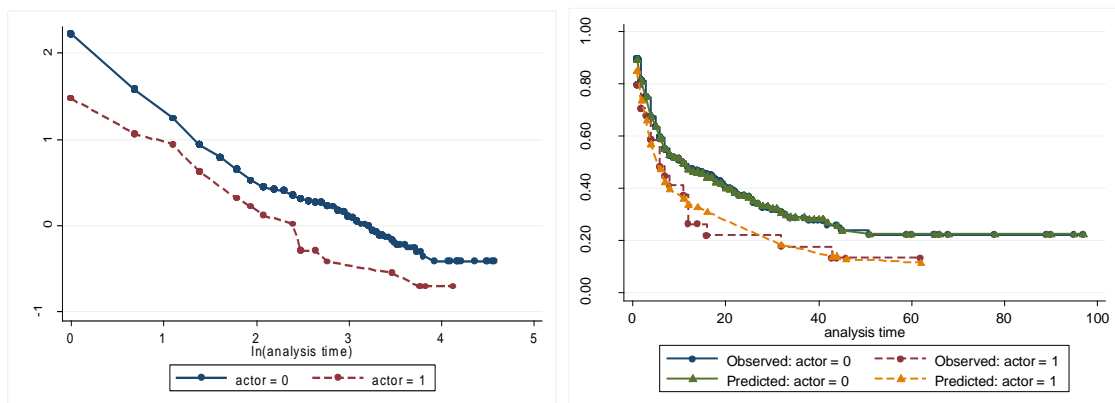 2
1
0
-1
0
1
2
3
4
5
ln(analysis time)
actor = 0
actor = 1
1.00
0.80
0.60
0.40
0.20
0.00
0
20
40
60
80
100
analysis time
Observed: actor = 0
Observed: actor = 1
Predicted: actor = 0
Predicted: actor = 1